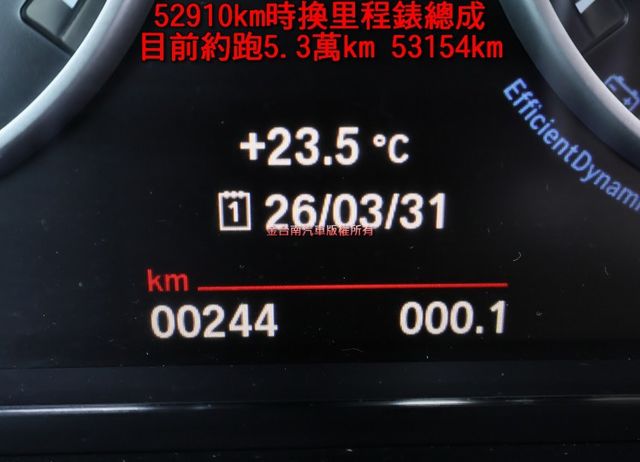 52910km時換里程錶總成
目前約跑5.3萬km 53154km
EfficientDynami
+23.5 °C
1 26/03/31
金台南汽車版權所有
km
00244 000.1